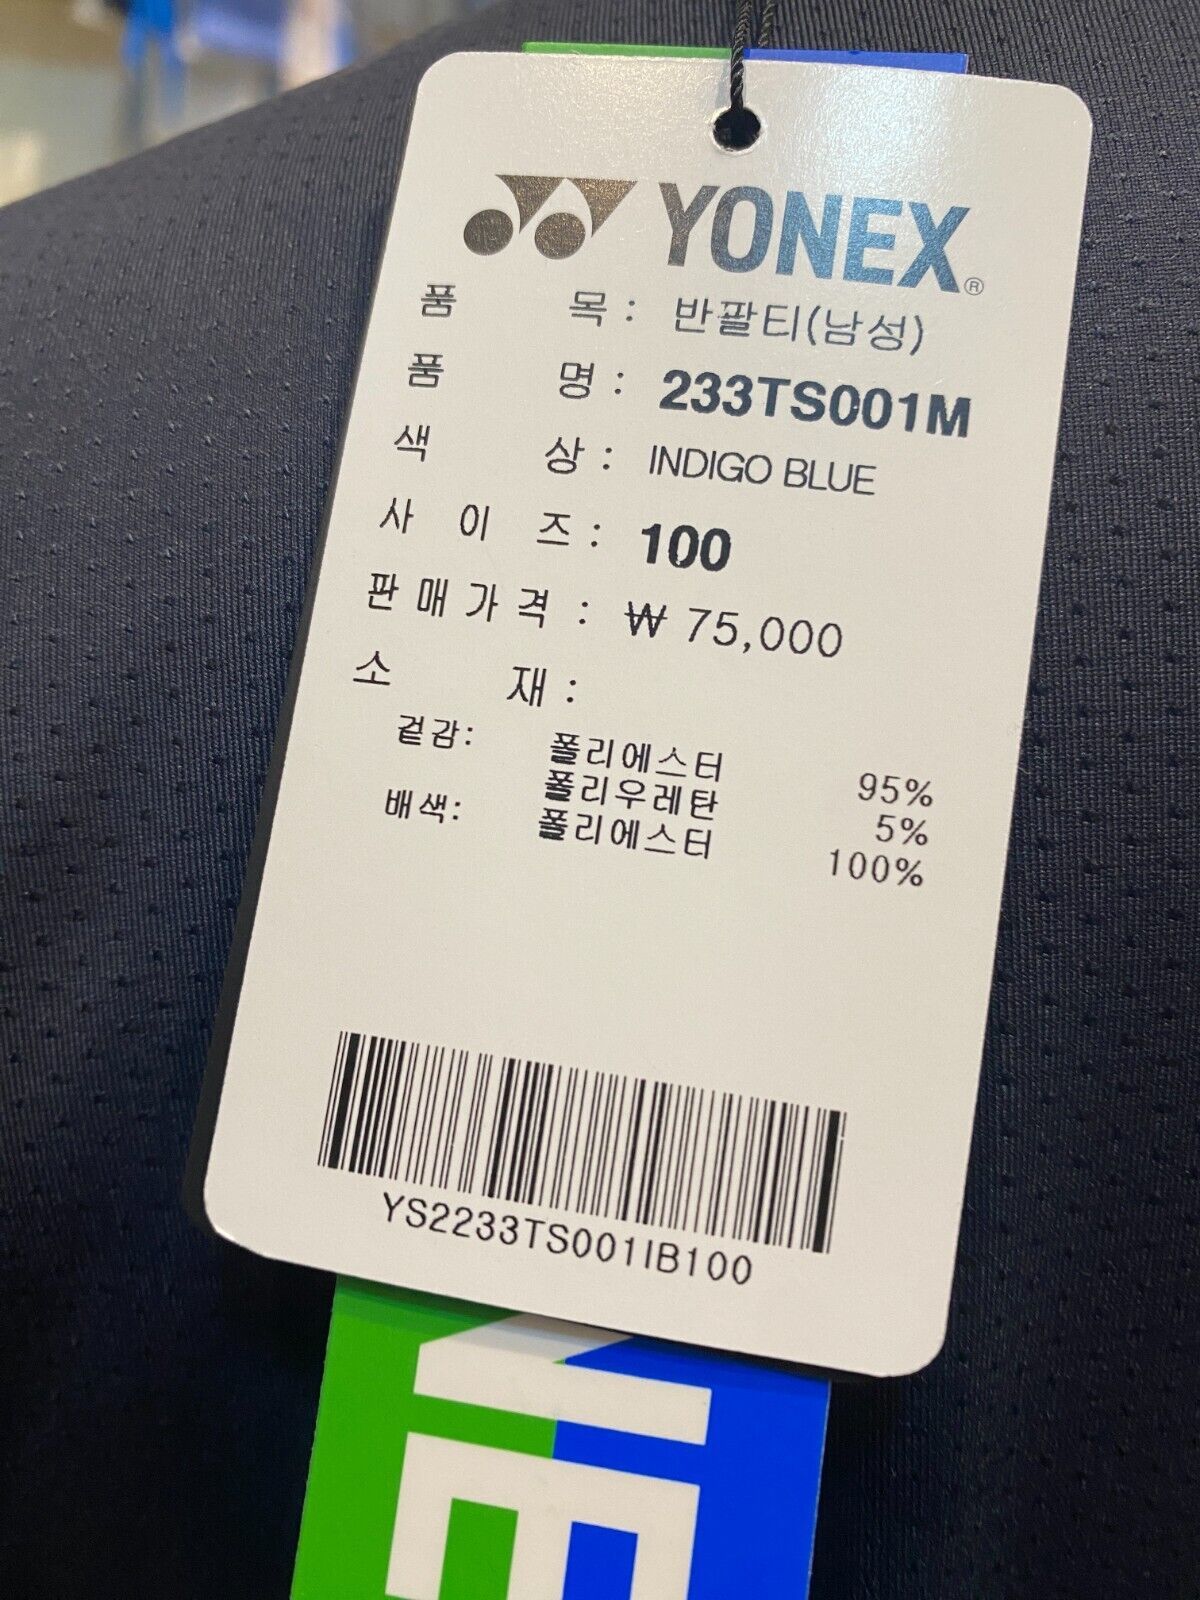 YONEX®
품 목 : 반팔티(남성)
품 명 : 233TS001M
색 상 : INDIGO BLUE
사 이 즈 : 100
판 매 가 격 : ₩ 75,000
소 재 :
겉감: 폴리에스터 95%
폴리우레탄 5%
배색: 폴리에스터 100%
YS2233TS001IB100